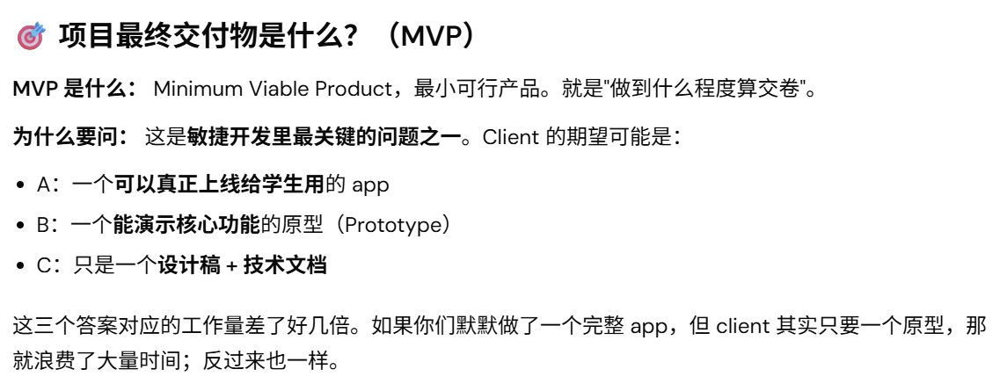 🎯 项目最终交付物是什么？（MVP）
MVP 是什么： Minimum Viable Product，最小可行产品。就是"做到什么程度算交卷"。
为什么要问： 这是敏捷开发里最关键的问题之一。Client 的期望可能是：
• A：一个可以真正上线给学生用的 app
• B：一个能演示核心功能的原型（Prototype）
• C：只是一个设计稿 + 技术文档
这三个答案对应的工作量差了好几倍。如果你们默默做了一个完整 app，但 client 其实只要一个原型，那
就浪费了大量时间；反过来也一样。